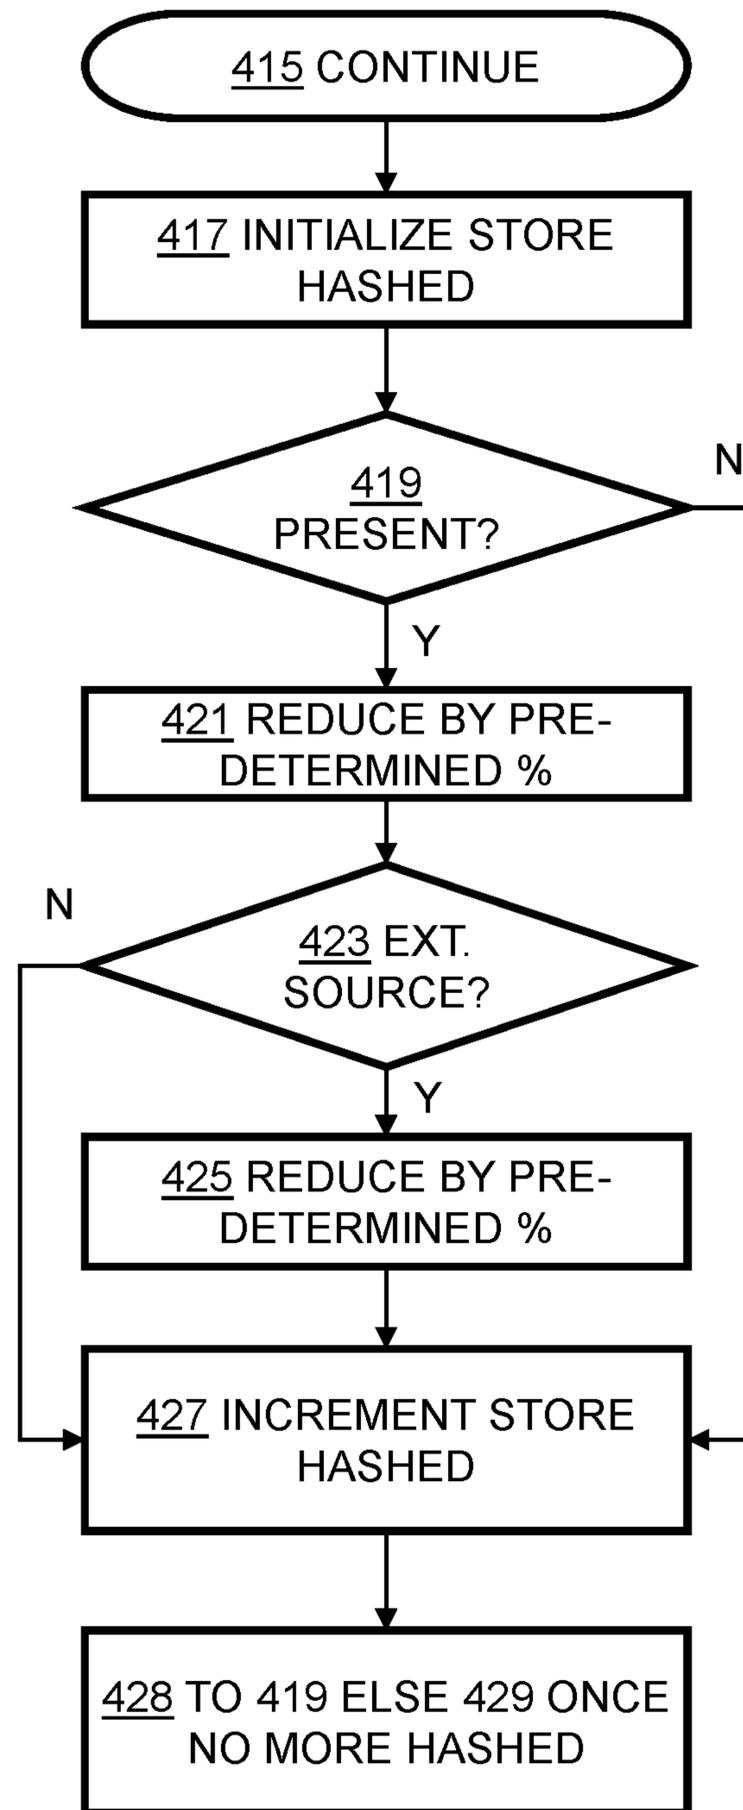 415 CONTINUE
417 INITIALIZE STORE
HASHED
N
419
PRESENT?
Y
421 REDUCE BY PRE-
DETERMINED %
N
423 EXT.
SOURCE?
Y
425 REDUCE BY PRE-
DETERMINED %
427 INCREMENT STORE
HASHED
428 TO 419 ELSE 429 ONCE
NO MORE HASHED